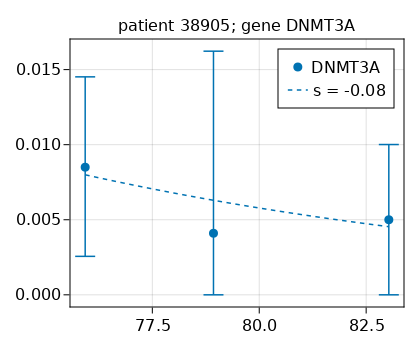 patient 38905; gene DNMT3A
DNMT3A
s = -0.08
0.015
0.010
0.005
0.000
77.5 80.0 82.5